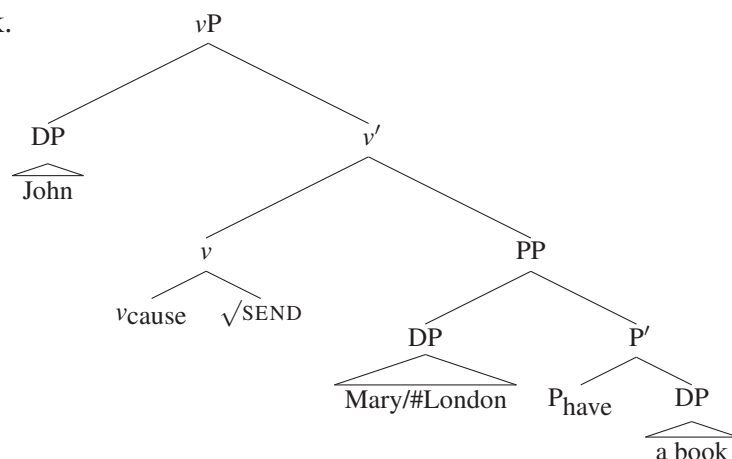 k.
vP
DP v′
John
v PP
vcause √SEND DP P′
Mary/#London Phave DP
a book